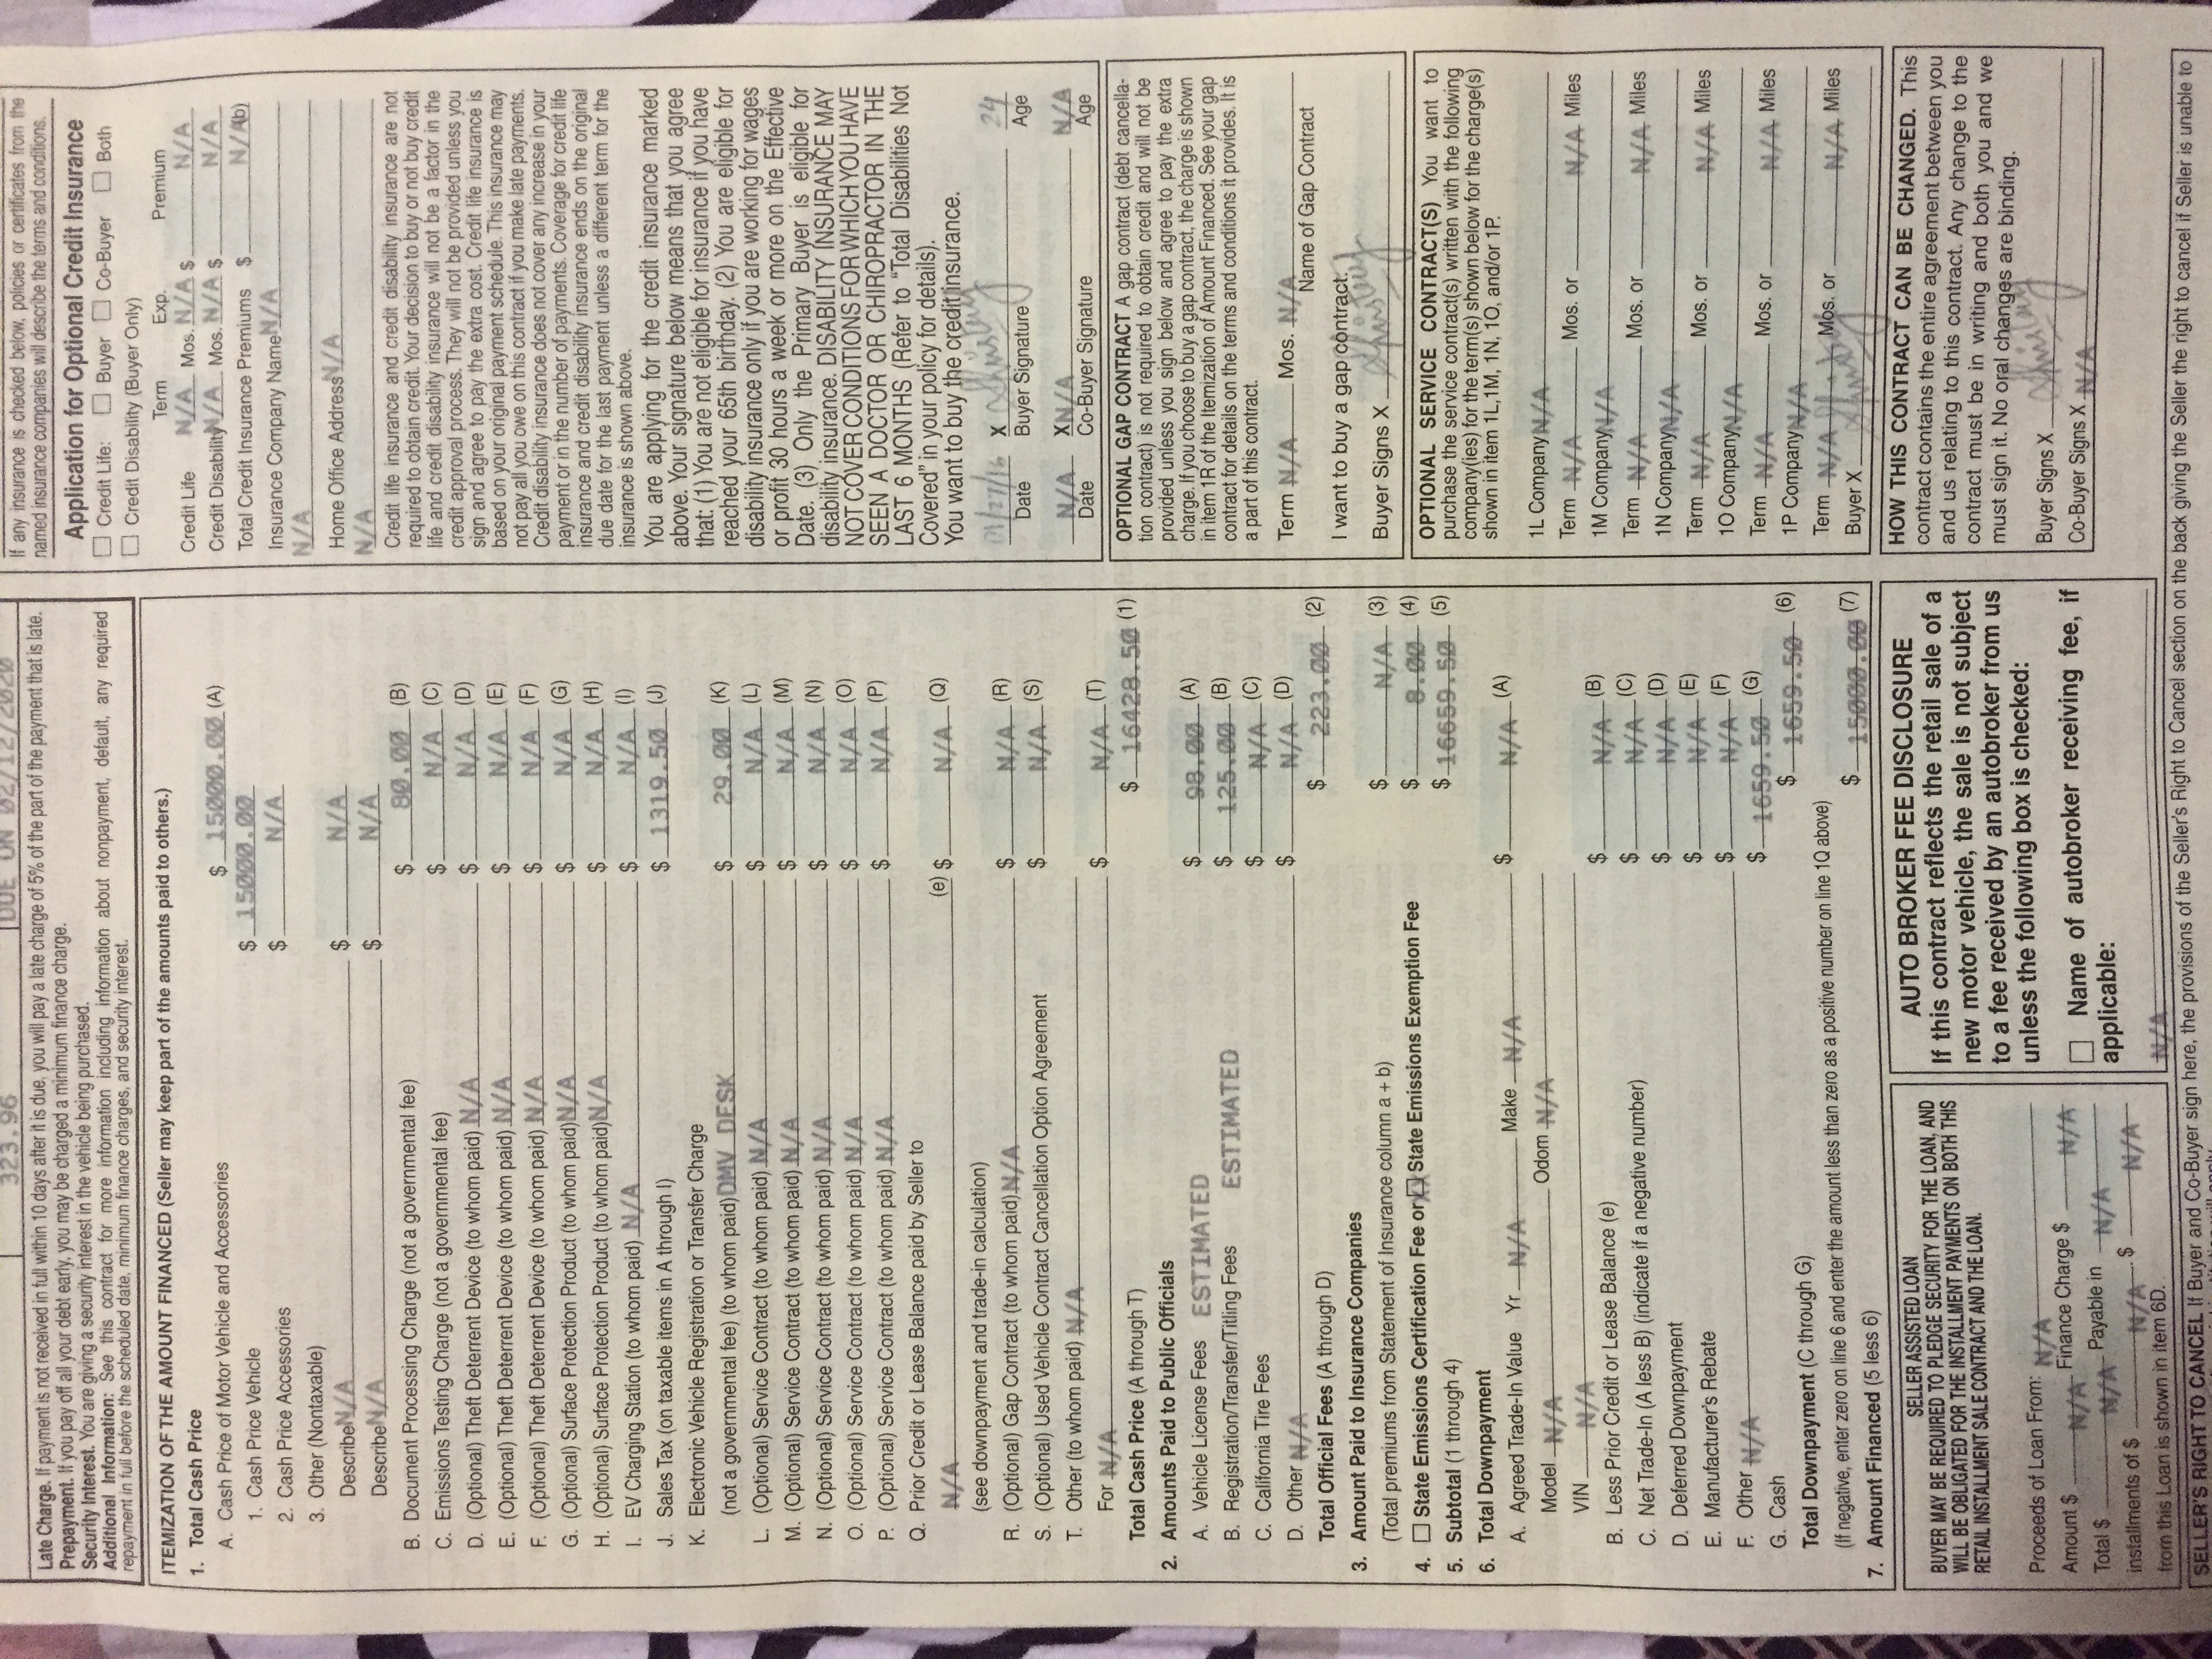 323.96 DUE ON 02/12/2020
Late Charge. If payment is not received in full within 10 days after it is due, you will pay a late charge of 5% of the part of the payment that is late.
Prepayment. If you pay off all your debt early, you may be charged a minimum finance charge.
Security Interest. You are giving a security interest in the vehicle being purchased.
Additional Information: See this contract for more information including information about nonpayment, default, any required
repayment in full before the scheduled date, minimum finance charges, and security interest.
ITEMIZATION OF THE AMOUNT FINANCED (Seller may keep part of the amounts paid to others.)
1. Total Cash Price
A. Cash Price of Motor Vehicle and Accessories $ 15000.00 (A)
1. Cash Price Vehicle $ 15000.00
2. Cash Price Accessories $ N/A
3. Other (Nontaxable)
Describe N/A $ N/A
Describe N/A $ N/A
B. Document Processing Charge (not a governmental fee) $ 80.00 (B)
C. Emissions Testing Charge (not a governmental fee) $ N/A (C)
D. (Optional) Theft Deterrent Device (to whom paid) N/A $ N/A (D)
E. (Optional) Theft Deterrent Device (to whom paid) N/A $ N/A (E)
F. (Optional) Theft Deterrent Device (to whom paid) N/A $ N/A (F)
G. (Optional) Surface Protection Product (to whom paid) N/A $ N/A (G)
H. (Optional) Surface Protection Product (to whom paid) N/A $ N/A (H)
I. EV Charging Station (to whom paid) N/A $ N/A (I)
J. Sales Tax (on taxable items in A through I) $ 1319.50 (J)
K. Electronic Vehicle Registration or Transfer Charge
(not a governmental fee) (to whom paid) DMV DESK $ 29.00 (K)
L. (Optional) Service Contract (to whom paid) N/A $ N/A (L)
M. (Optional) Service Contract (to whom paid) N/A $ N/A (M)
N. (Optional) Service Contract (to whom paid) N/A $ N/A (N)
O. (Optional) Service Contract (to whom paid) N/A $ N/A (O)
P. (Optional) Service Contract (to whom paid) N/A $ N/A (P)
Q. Prior Credit or Lease Balance paid by Seller to
N/A (e) $ N/A (Q)
(see downpayment and trade-in calculation)
R. (Optional) Gap Contract (to whom paid) N/A $ N/A (R)
S. (Optional) Used Vehicle Contract Cancellation Option Agreement $ N/A (S)
T. Other (to whom paid) N/A
For N/A $ N/A (T)
Total Cash Price (A through T) $ 16428.50 (1)
2. Amounts Paid to Public Officials
A. Vehicle License Fees ESTIMATED $ 98.00 (A)
B. Registration/Transfer/Titling Fees ESTIMATED $ 125.00 (B)
C. California Tire Fees $ N/A (C)
D. Other N/A $ N/A (D)
Total Official Fees (A through D) $ 223.00 (2)
3. Amount Paid to Insurance Companies
(Total premiums from Statement of Insurance column a + b) $ N/A (3)
4. ☐ State Emissions Certification Fee or XX State Emissions Exemption Fee $ 8.00 (4)
5. Subtotal (1 through 4) $ 16659.50 (5)
6. Total Downpayment
A. Agreed Trade-In Value Yr N/A Make N/A $ N/A (A)
Model N/A Odom N/A
VIN N/A
B. Less Prior Credit or Lease Balance (e) $ N/A (B)
C. Net Trade-In (A less B) (indicate if a negative number) $ N/A (C)
D. Deferred Downpayment $ N/A (D)
E. Manufacturer's Rebate $ N/A (E)
F. Other N/A $ N/A (F)
G. Cash $ 1659.50 (G)
Total Downpayment (C through G) $ 1659.50 (6)
(If negative, enter zero on line 6 and enter the amount less than zero as a positive number on line 1Q above)
7. Amount Financed (5 less 6) $ 15000.00 (7)
SELLER ASSISTED LOAN
BUYER MAY BE REQUIRED TO PLEDGE SECURITY FOR THE LOAN, AND
WILL BE OBLIGATED FOR THE INSTALLMENT PAYMENTS ON BOTH THIS
RETAIL INSTALLMENT SALE CONTRACT AND THE LOAN.
Proceeds of Loan From: N/A
Amount $ N/A Finance Charge $ N/A
Total $ N/A Payable in N/A
installments of $ N/A $ N/A
from this Loan is shown in item 6D.
AUTO BROKER FEE DISCLOSURE
If this contract reflects the retail sale of a
new motor vehicle, the sale is not subject
to a fee received by an autobroker from us
unless the following box is checked:
☐ Name of autobroker receiving fee, if
applicable:
N/A
If any insurance is checked below, policies or certificates from the
named insurance companies will describe the terms and conditions.
Application for Optional Credit Insurance
☐ Credit Life: ☐ Buyer ☐ Co-Buyer ☐ Both
☐ Credit Disability (Buyer Only)
Term Exp. Premium
Credit Life N/A Mos. N/A $ N/A
Credit Disability N/A Mos. N/A $ N/A
Total Credit Insurance Premiums $ N/A (b)
Insurance Company Name N/A
N/A
Home Office Address N/A
N/A
Credit life insurance and credit disability insurance are not
required to obtain credit. Your decision to buy or not buy credit
life and credit disability insurance will not be a factor in the
credit approval process. They will not be provided unless you
sign and agree to pay the extra cost. Credit life insurance is
based on your original payment schedule. This insurance may
not pay all you owe on this contract if you make late payments.
Credit disability insurance does not cover any increase in your
payment or in the number of payments. Coverage for credit life
insurance and credit disability insurance ends on the original
due date for the last payment unless a different term for the
insurance is shown above.
You are applying for the credit insurance marked
above. Your signature below means that you agree
that: (1) You are not eligible for insurance if you have
reached your 65th birthday. (2) You are eligible for
disability insurance only if you are working for wages
or profit 30 hours a week or more on the Effective
Date. (3) Only the Primary Buyer is eligible for
disability insurance. DISABILITY INSURANCE MAY
NOT COVER CONDITIONS FOR WHICH YOU HAVE
SEEN A DOCTOR OR CHIROPRACTOR IN THE
LAST 6 MONTHS (Refer to “Total Disabilities Not
Covered” in your policy for details).
You want to buy the credit insurance.
01/27/16 X 24
Date Buyer Signature Age
N/A X N/A N/A
Date Co-Buyer Signature Age
OPTIONAL GAP CONTRACT A gap contract (debt cancella-
tion contract) is not required to obtain credit and will not be
provided unless you sign below and agree to pay the extra
charge. If you choose to buy a gap contract, the charge is shown
in item 1R of the Itemization of Amount Financed. See your gap
contract for details on the terms and conditions it provides. It is
a part of this contract.
Term N/A Mos. N/A
Name of Gap Contract
I want to buy a gap contract.
Buyer Signs X
OPTIONAL SERVICE CONTRACT(S) You want to
purchase the service contract(s) written with the following
company(ies) for the term(s) shown below for the charge(s)
shown in item 1L,1M, 1N, 1O, and/or 1P.
1L Company N/A
Term N/A Mos. or N/A Miles
1M Company N/A
Term N/A Mos. or N/A Miles
1N Company N/A
Term N/A Mos. or N/A Miles
1O Company N/A
Term N/A Mos. or N/A Miles
1P Company N/A
Term N/A Mos. or N/A Miles
Buyer X
HOW THIS CONTRACT CAN BE CHANGED. This
contract contains the entire agreement between you
and us relating to this contract. Any change to the
contract must be in writing and both you and we
must sign it. No oral changes are binding.
Buyer Signs X
Co-Buyer Signs X N/A
SELLER'S RIGHT TO CANCEL If Buyer and Co-Buyer sign here, the provisions of the Seller's Right to Cancel section on the back giving the Seller the right to cancel if Seller is unable to